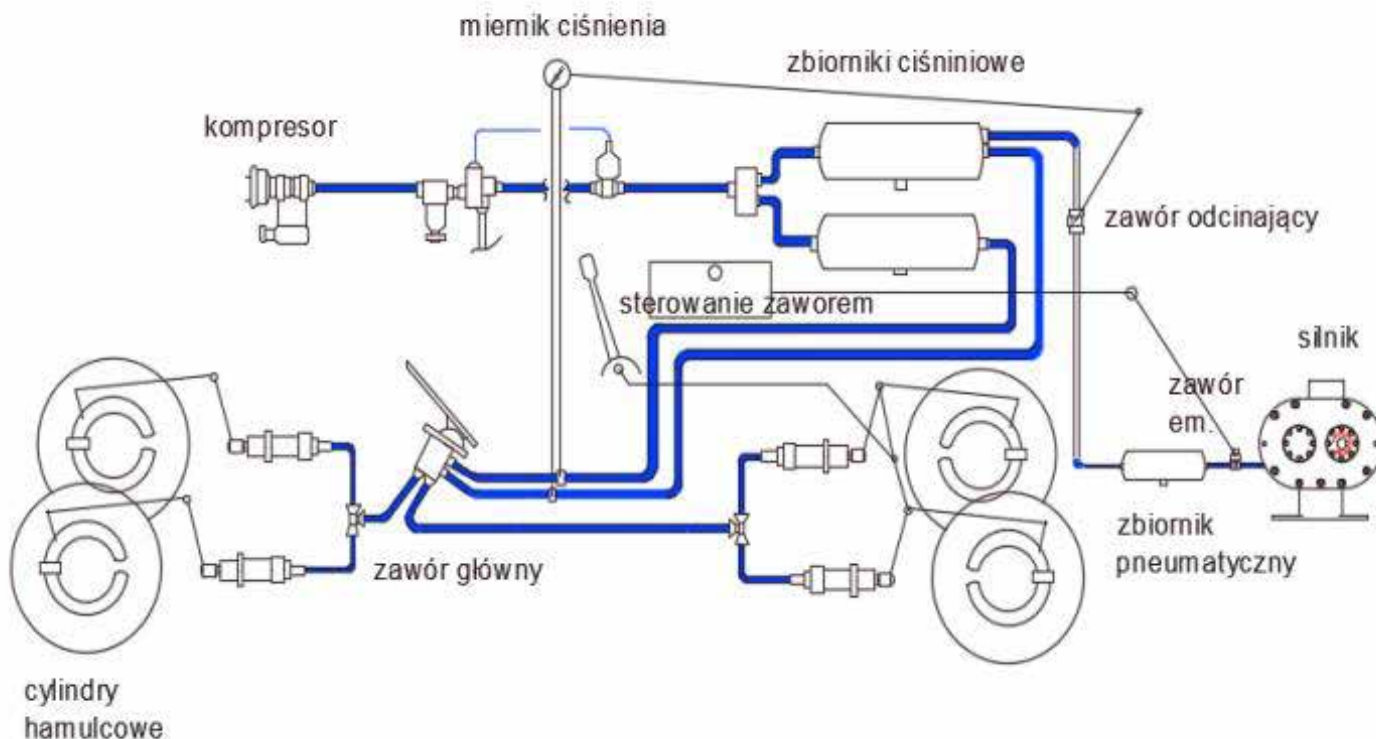 miernik ciśnienia
zbiorniki ciśniniowe
kompresor
zawór odcinający
sterowanie zaworem
silnik
zawór
em.
zbiornik
pneumatyczny
zawór główny
cylindry
hamulcowe